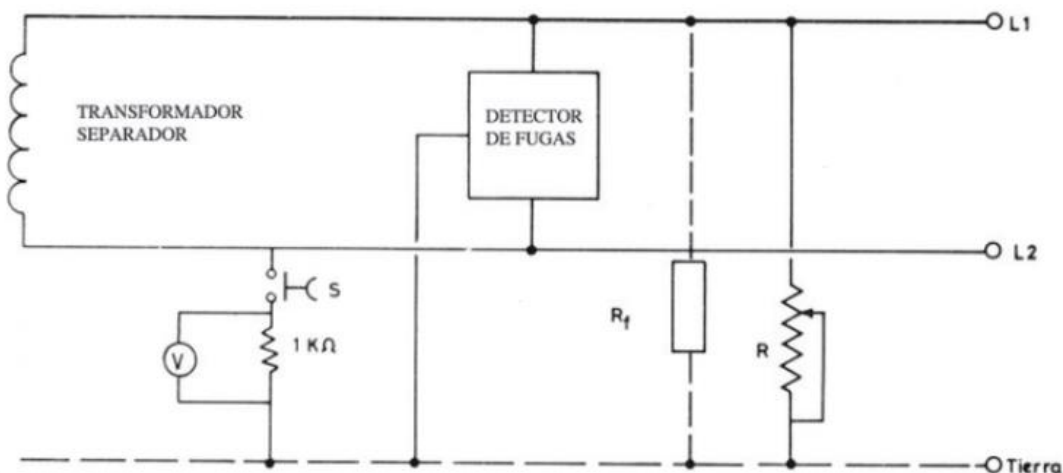 L1
TRANSFORMADOR
SEPARADOR
DETECTOR
DE FUGAS
L2
S
Rf
1 KΩ
V
R
Tierra